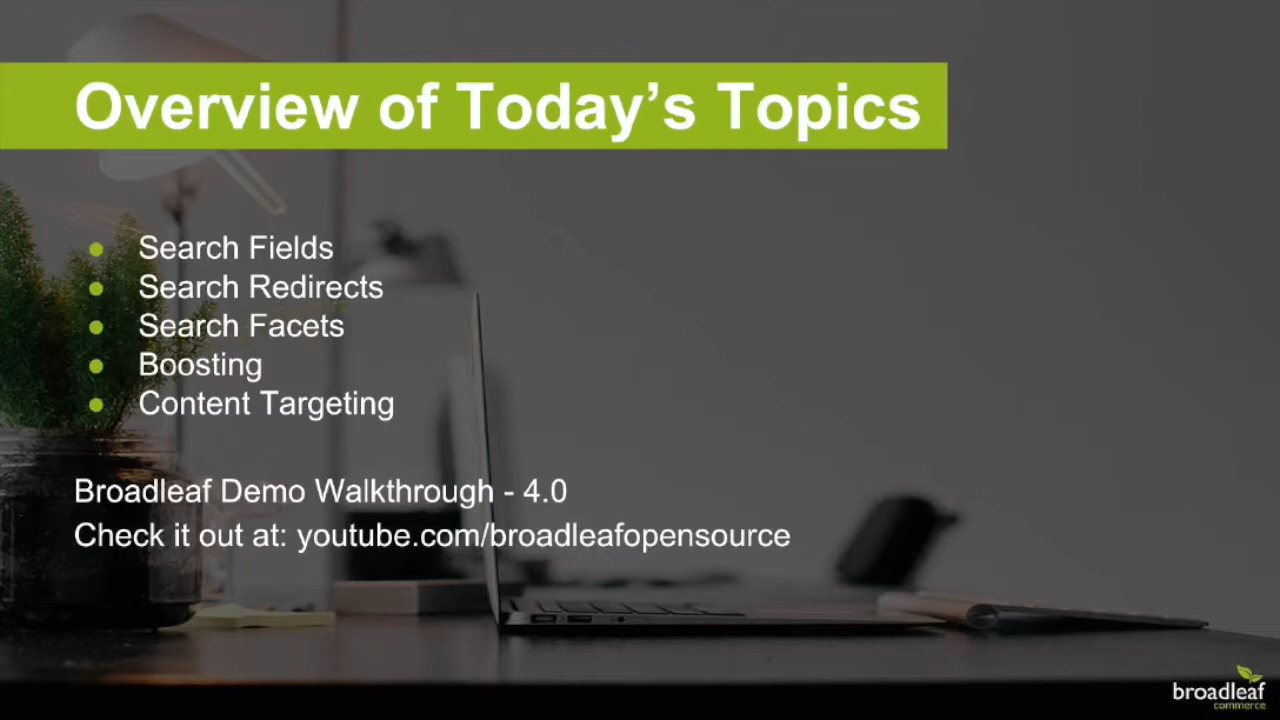 Overview of Today’s Topics
● Search Fields
● Search Redirects
● Search Facets
● Boosting
● Content Targeting
Broadleaf Demo Walkthrough - 4.0
Check it out at: youtube.com/broadleafopensource
broadleaf
commerce